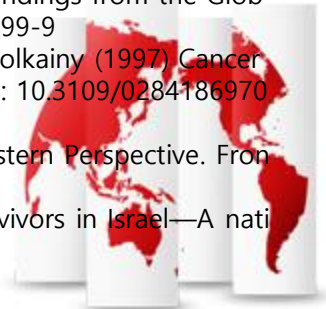 ndings from the Glob
99-9
olkainy (1997) Cancer
: 10.3109/0284186970
stern Perspective. Fron
vivors in Israel—A nati